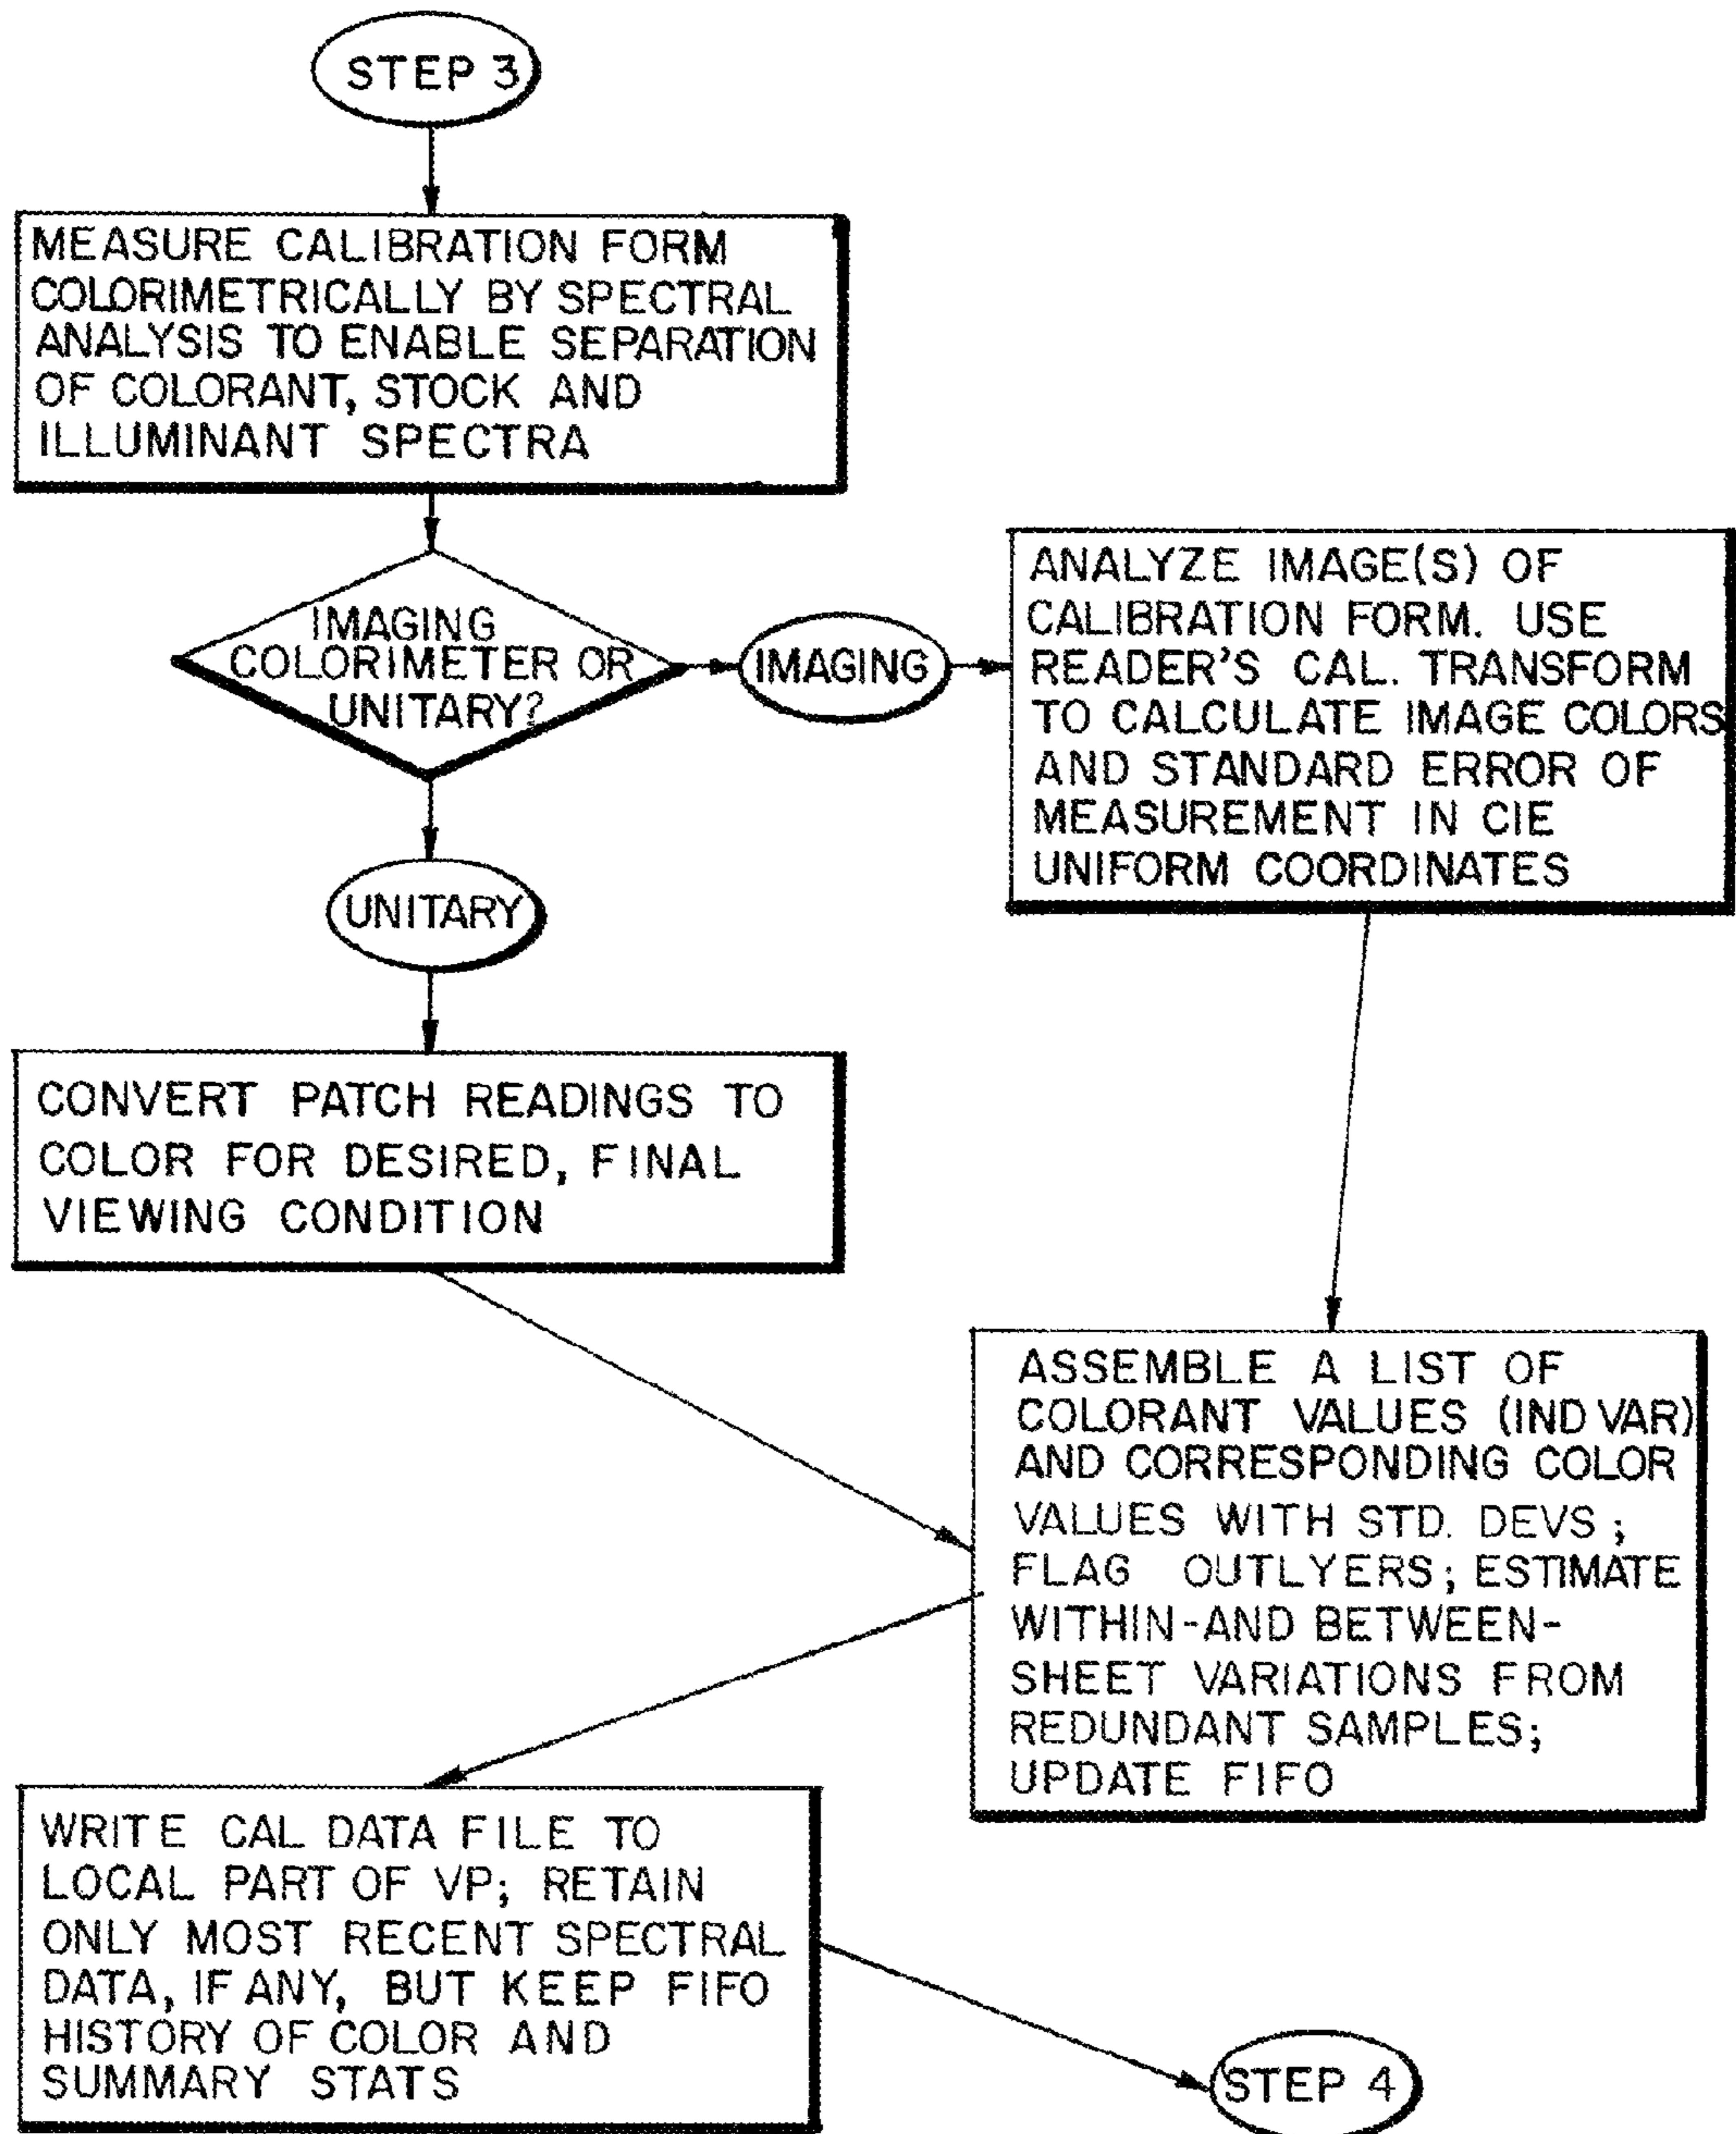 STEP 3
MEASURE CALIBRATION FORM
COLORIMETRICALLY BY SPECTRAL
ANALYSIS TO ENABLE SEPARATION
OF COLORANT, STOCK AND
ILLUMINANT SPECTRA
IMAGING
COLORIMETER OR
UNITARY?
IMAGING
ANALYZE IMAGE(S) OF
CALIBRATION FORM. USE
READER'S CAL. TRANSFORM
TO CALCULATE IMAGE COLORS
AND STANDARD ERROR OF
MEASUREMENT IN CIE
UNIFORM COORDINATES
UNITARY
CONVERT PATCH READINGS TO
COLOR FOR DESIRED, FINAL
VIEWING CONDITION
ASSEMBLE A LIST OF
COLORANT VALUES (IND VAR)
AND CORRESPONDING COLOR
VALUES WITH STD. DEVS;
FLAG OUTLYERS; ESTIMATE
WITHIN-AND BETWEEN-
SHEET VARIATIONS FROM
REDUNDANT SAMPLES;
UPDATE FIFO
WRITE CAL DATA FILE TO
LOCAL PART OF VP; RETAIN
ONLY MOST RECENT SPECTRAL
DATA, IF ANY, BUT KEEP FIFO
HISTORY OF COLOR AND
SUMMARY STATS
STEP 4